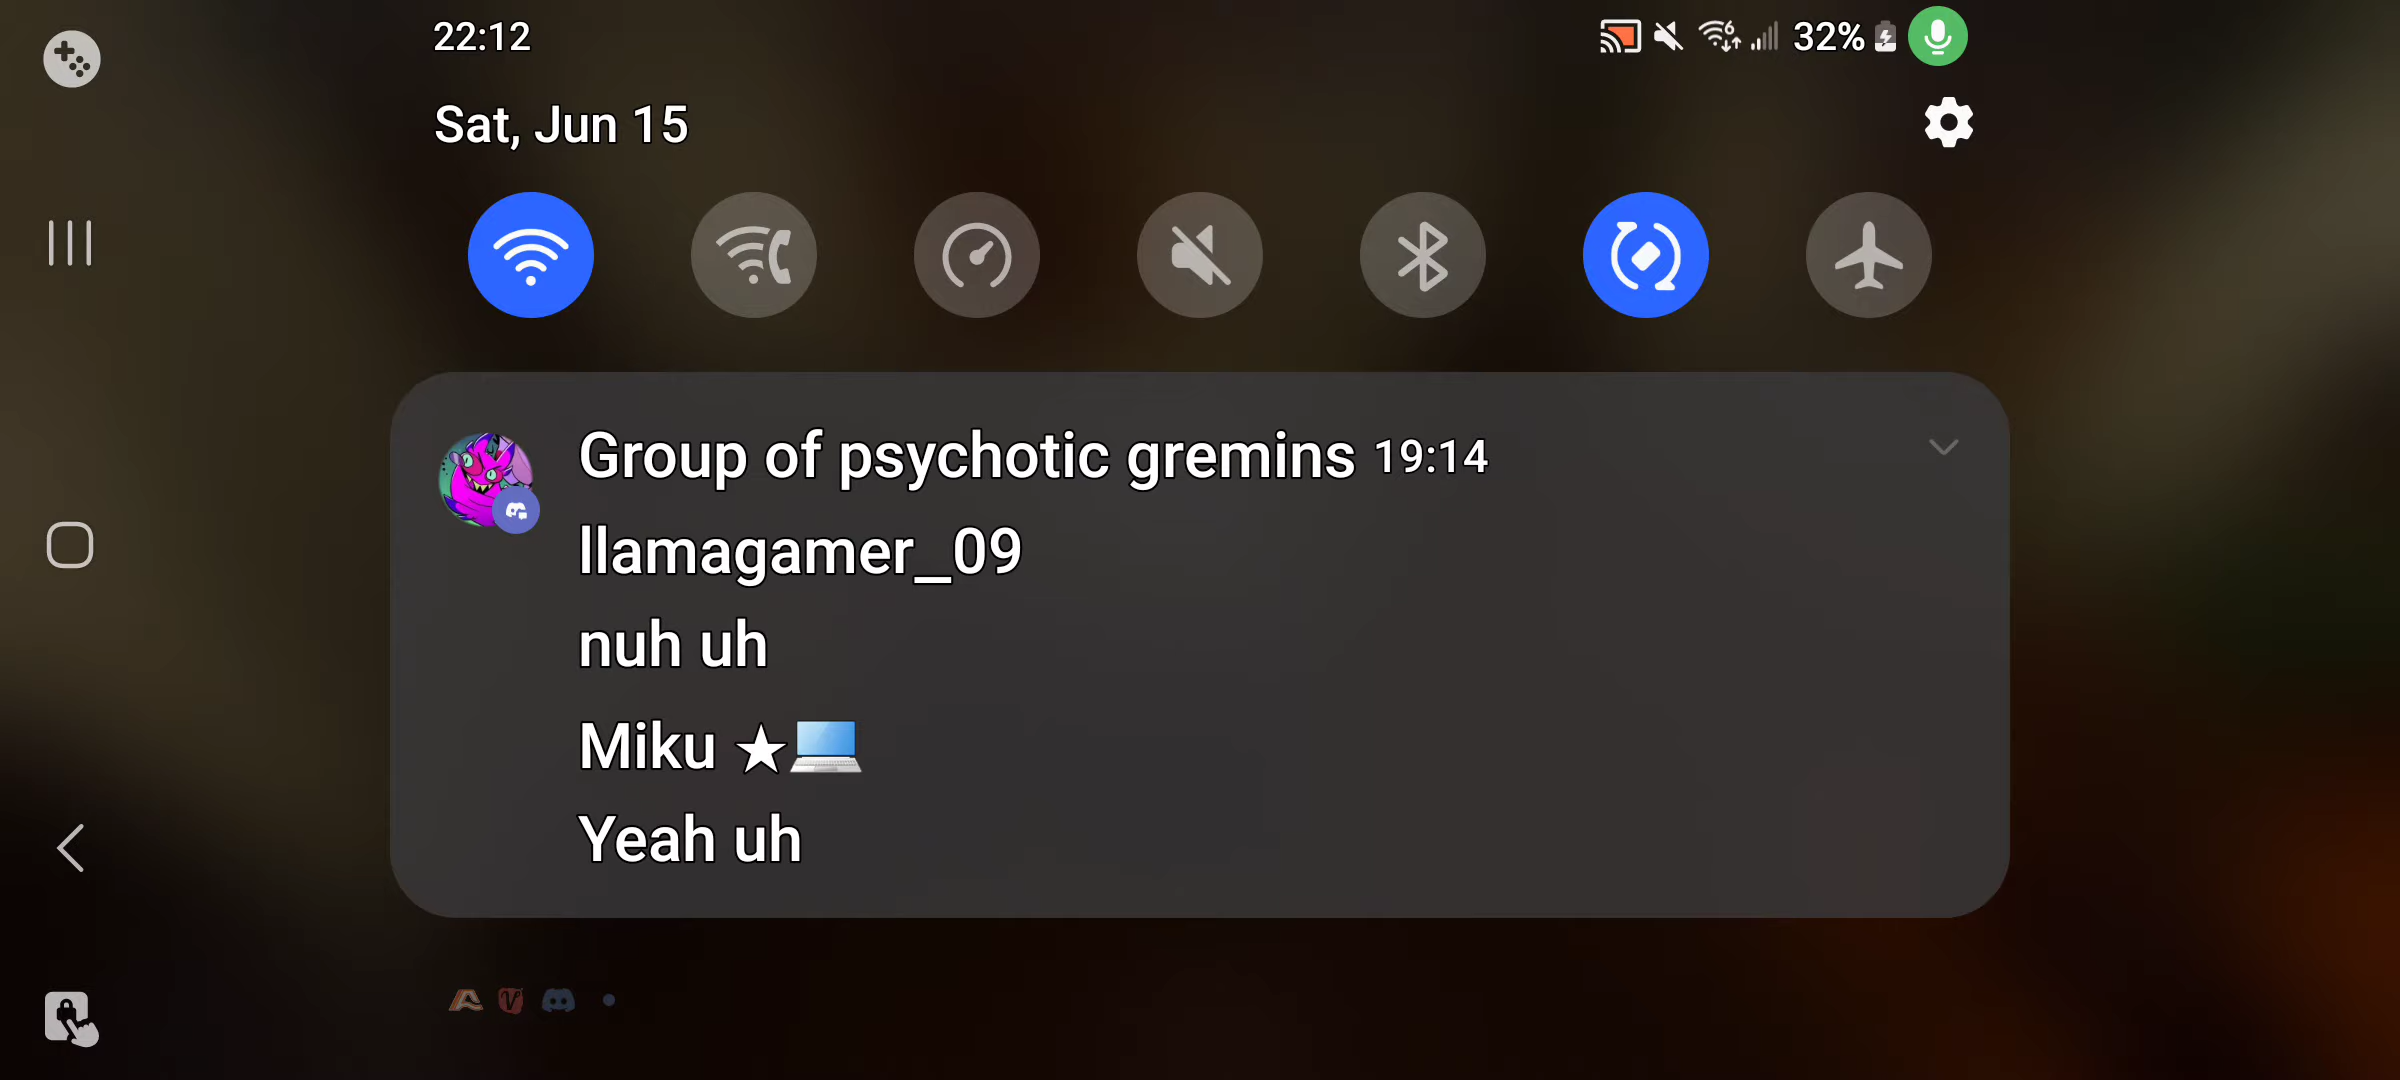 22:12
32%
Sat, Jun 15
Group of psychotic gremins 19:14
llamagamer_09
nuh uh
Miku ★💻
Yeah uh